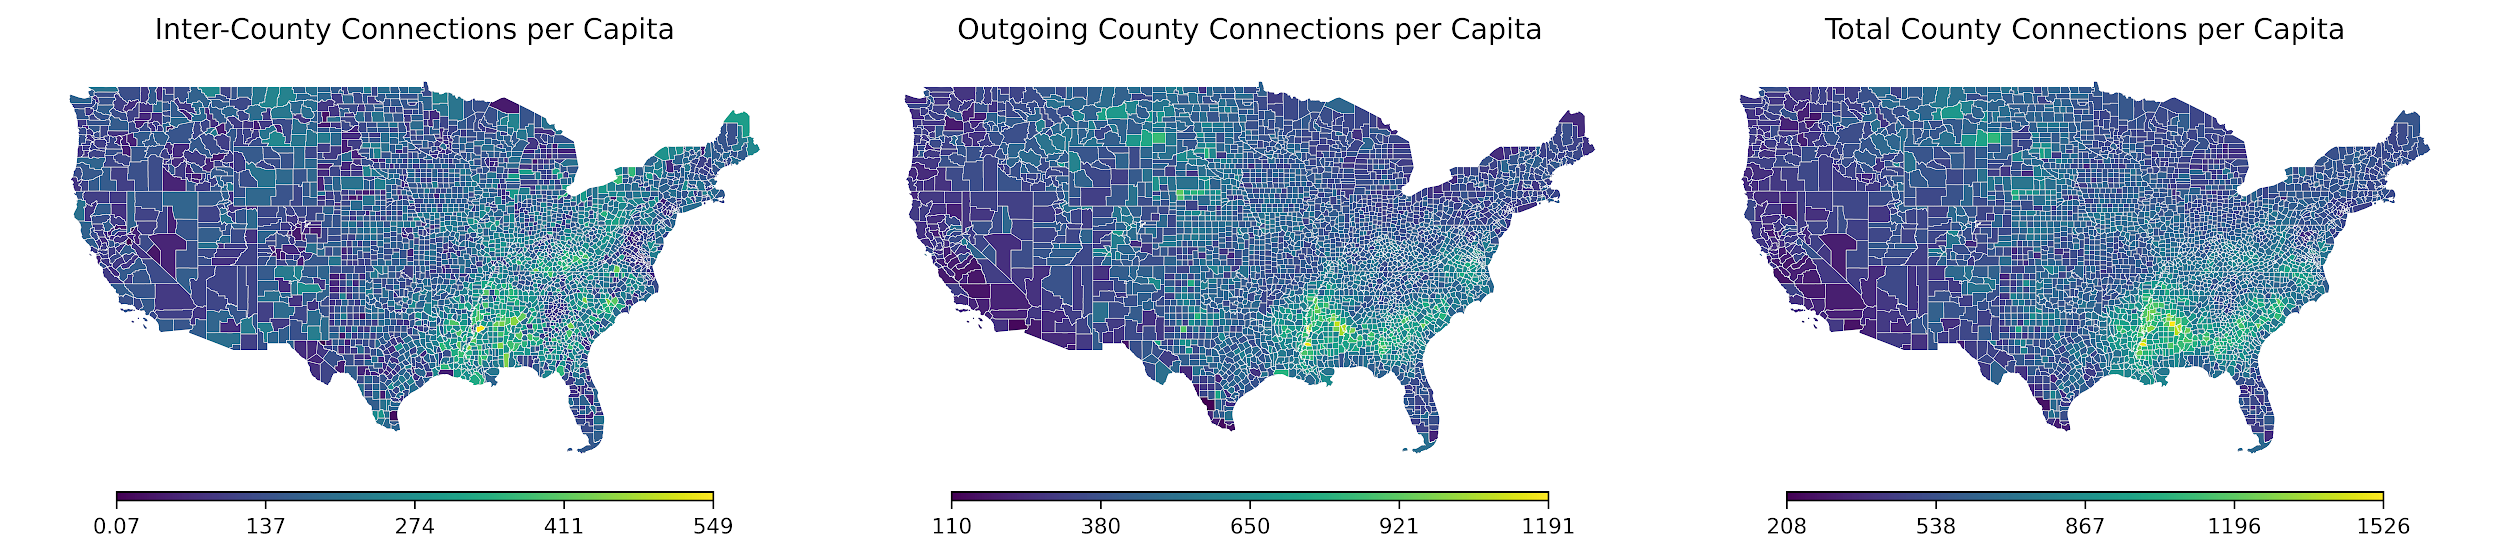 Inter-County Connections per Capita
0.07 137 274 411 549
Outgoing County Connections per Capita
110 380 650 921 1191
Total County Connections per Capita
208 538 867 1196 1526